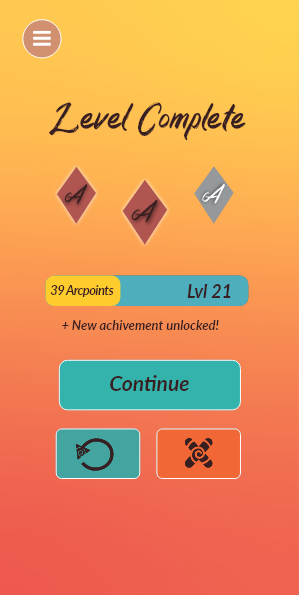 Level Complete
A A A
39 Arcpoints Lvl 21
+ New achivement unlocked!
Continue